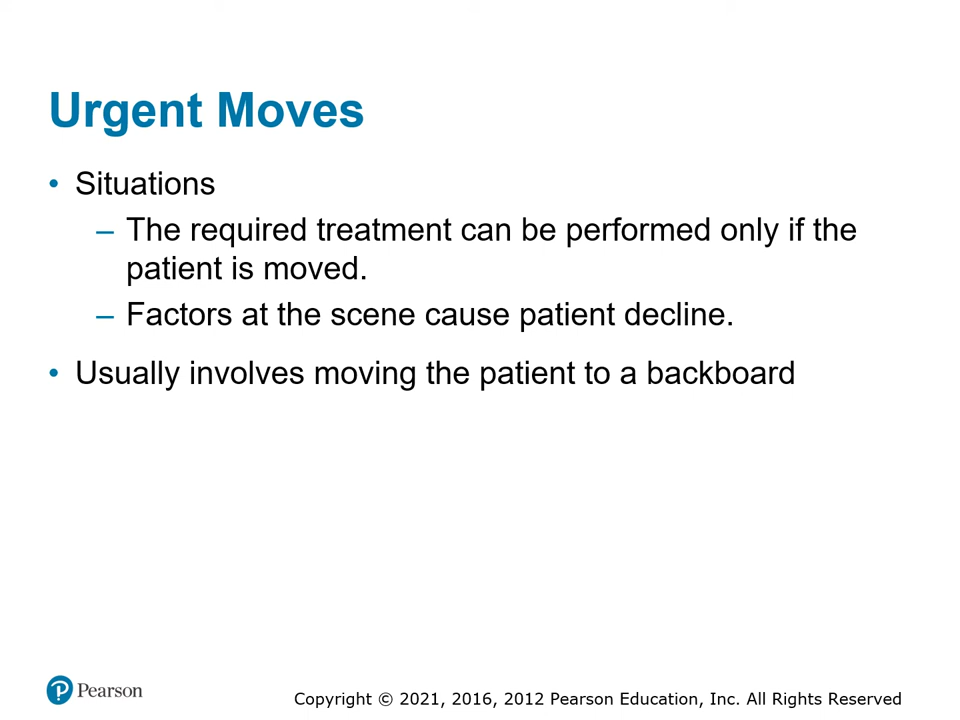 Urgent Moves
• Situations
– The required treatment can be performed only if the
patient is moved.
– Factors at the scene cause patient decline.
• Usually involves moving the patient to a backboard
Pearson
Copyright © 2021, 2016, 2012 Pearson Education, Inc. All Rights Reserved